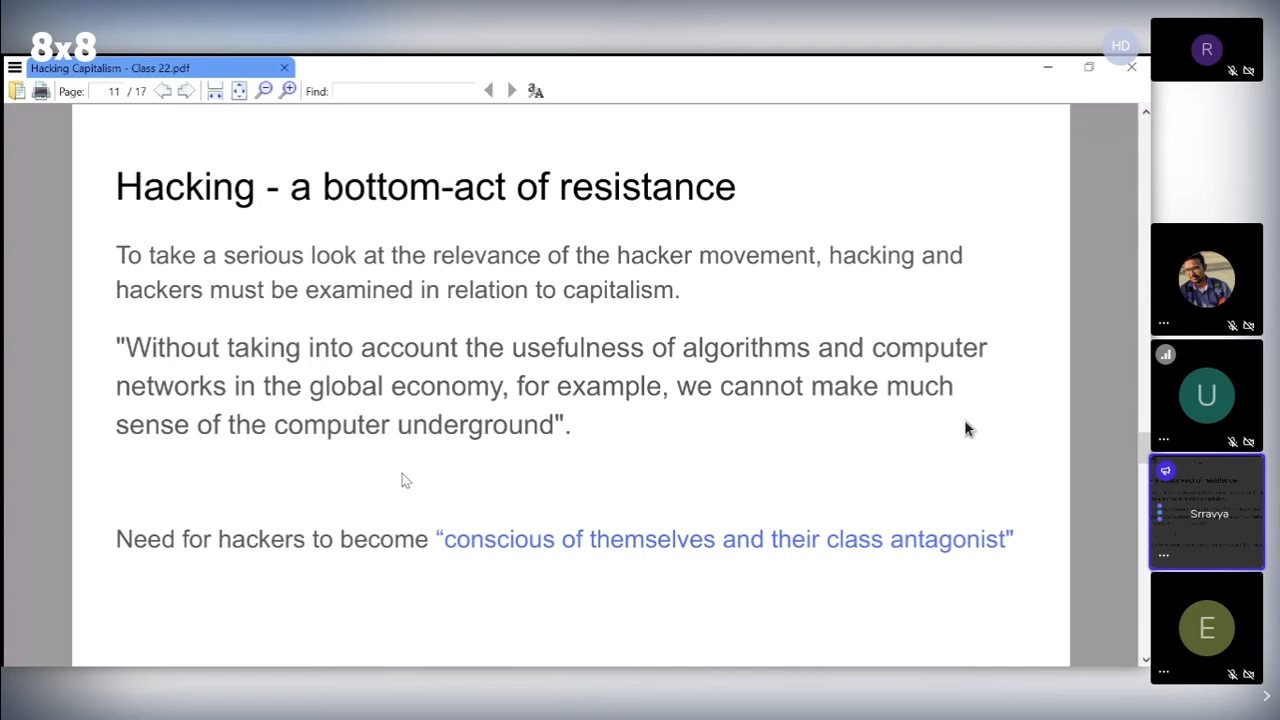 8x8
HD
R
Hacking Capitalism - Class 22.pdf
Page: 11 / 17
Find:
Hacking - a bottom-act of resistance
To take a serious look at the relevance of the hacker movement, hacking and
hackers must be examined in relation to capitalism.
"Without taking into account the usefulness of algorithms and computer
networks in the global economy, for example, we cannot make much
sense of the computer underground".
Need for hackers to become “conscious of themselves and their class antagonist"
U
Srravya
E